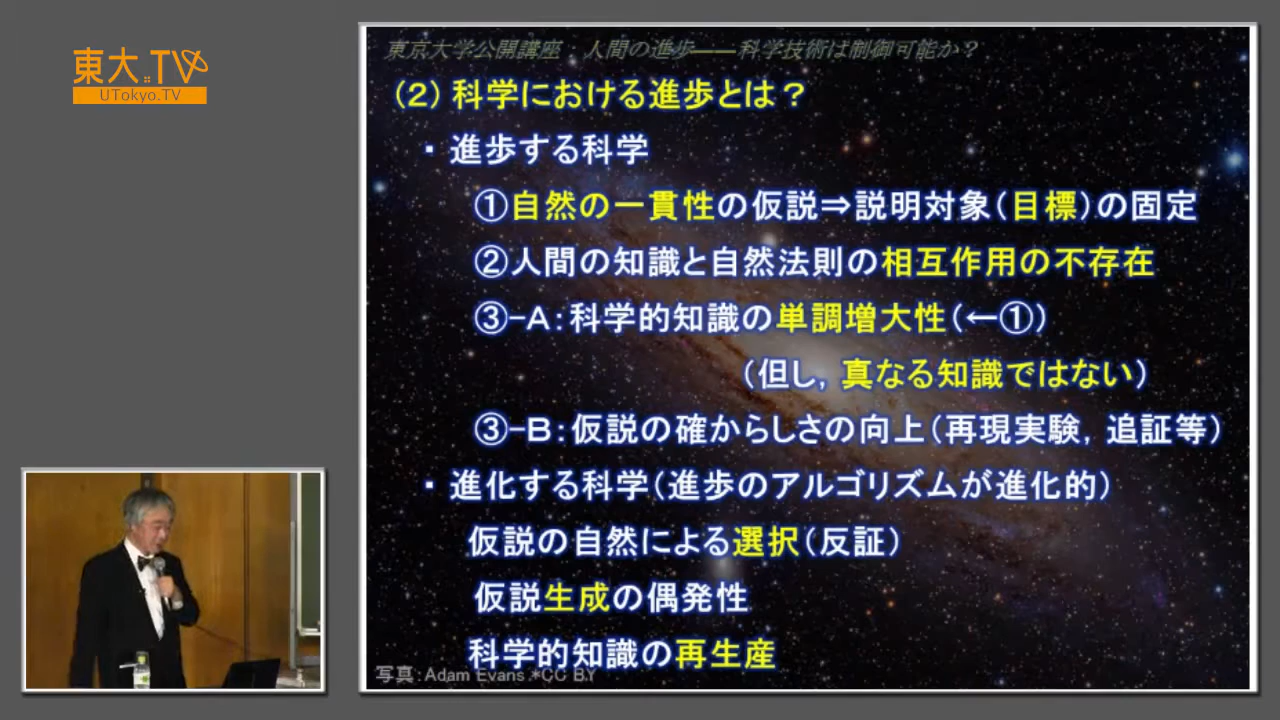 東大.TV
UTokyo.TV
東京大学公開講座・人間の進歩――科学技術は制御可能か?
(2) 科学における進歩とは?
・進歩する科学
①自然の一貫性の仮説⇒説明対象(目標)の固定
②人間の知識と自然法則の相互作用の不存在
③-A:科学的知識の単調増大性(←①)
(但し, 真なる知識ではない)
③-B:仮説の確からしさの向上(再現実験, 追証等)
・進化する科学(進歩のアルゴリズムが進化的)
仮説の自然による選択(反証)
仮説生成の偶発性
科学的知識の再生産
写真:Adam Evans *CC BY